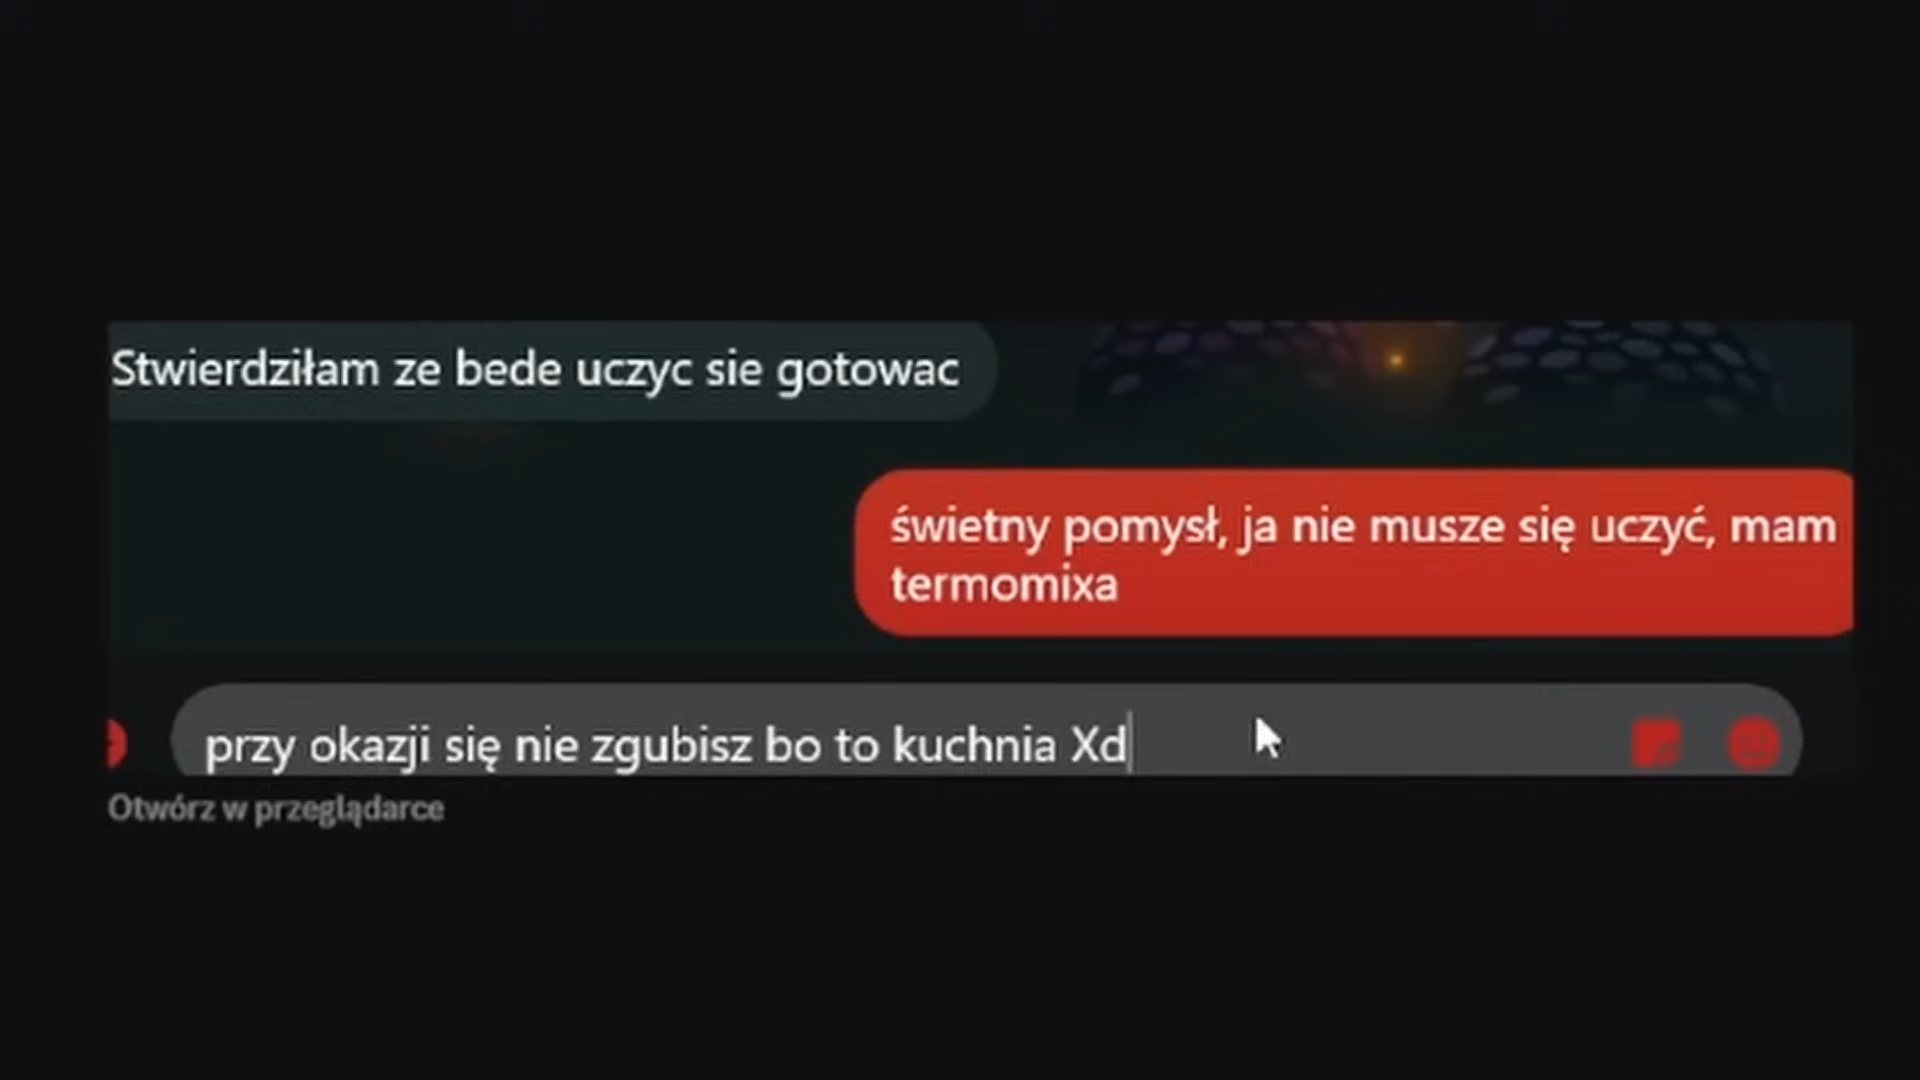 Stwierdziłam ze bede uczyc sie gotowac
świetny pomysł, ja nie musze się uczyć, mam
termomixa
przy okazji się nie zgubisz bo to kuchnia Xd
Otwórz w przeglądarce